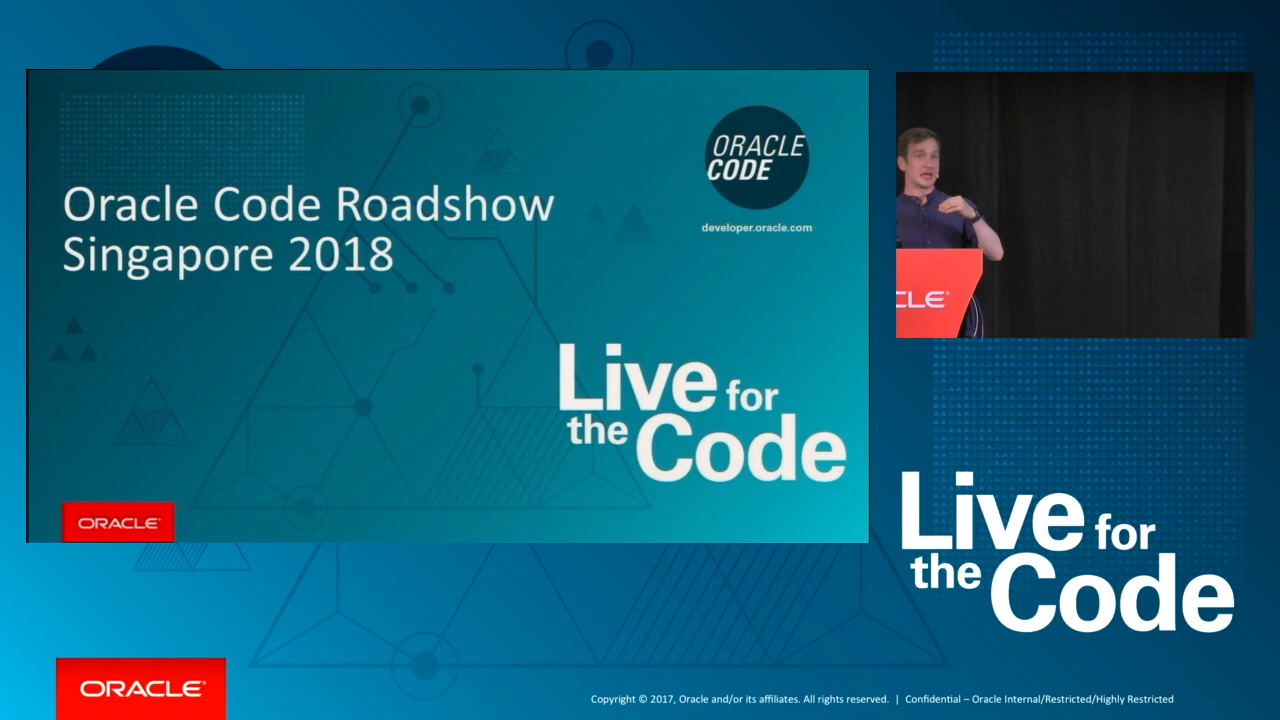 Oracle Code Roadshow
Singapore 2018
ORACLE
CODE
developer.oracle.com
Live for
the Code
ORACLE
CLE
Live for
the Code
ORACLE
Copyright © 2017, Oracle and/or its affiliates. All rights reserved. | Confidential – Oracle Internal/Restricted/Highly Restricted